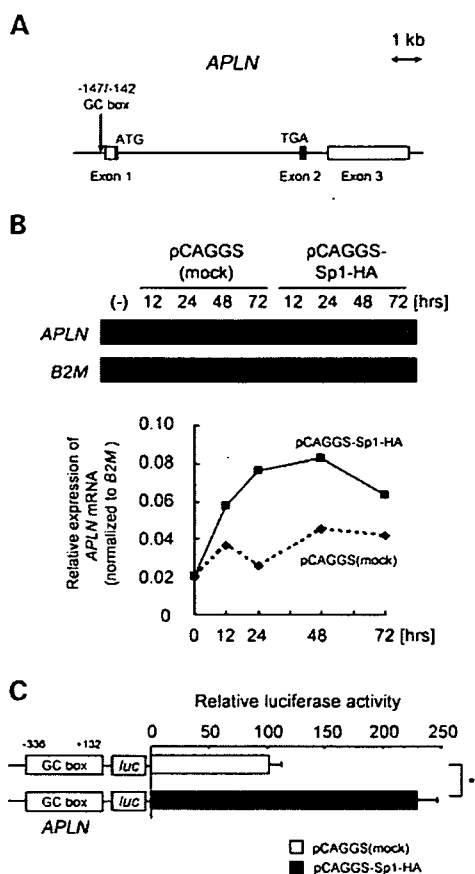 A
APLN
1 kb
-147/-142
GC box
ATG
TGA
Exon 1
Exon 2
Exon 3
B
pCAGGS
(mock)
pCAGGS-
Sp1-HA
(-) 12 24 48 72 12 24 48 72 [hrs]
APLN
B2M
Relative expression of
APLN mRNA
(normalized to B2M )
0.10
0.08
0.06
0.04
0.02
0
pCAGGS-Sp1-HA
pCAGGS(mock)
0 12 24 48 72 [hrs]
C
Relative luciferase activity
0 50 100 150 200 250
-336 +132
GC box luc
GC box luc
APLN
*
pCAGGS(mock)
pCAGGS-Sp1-HA